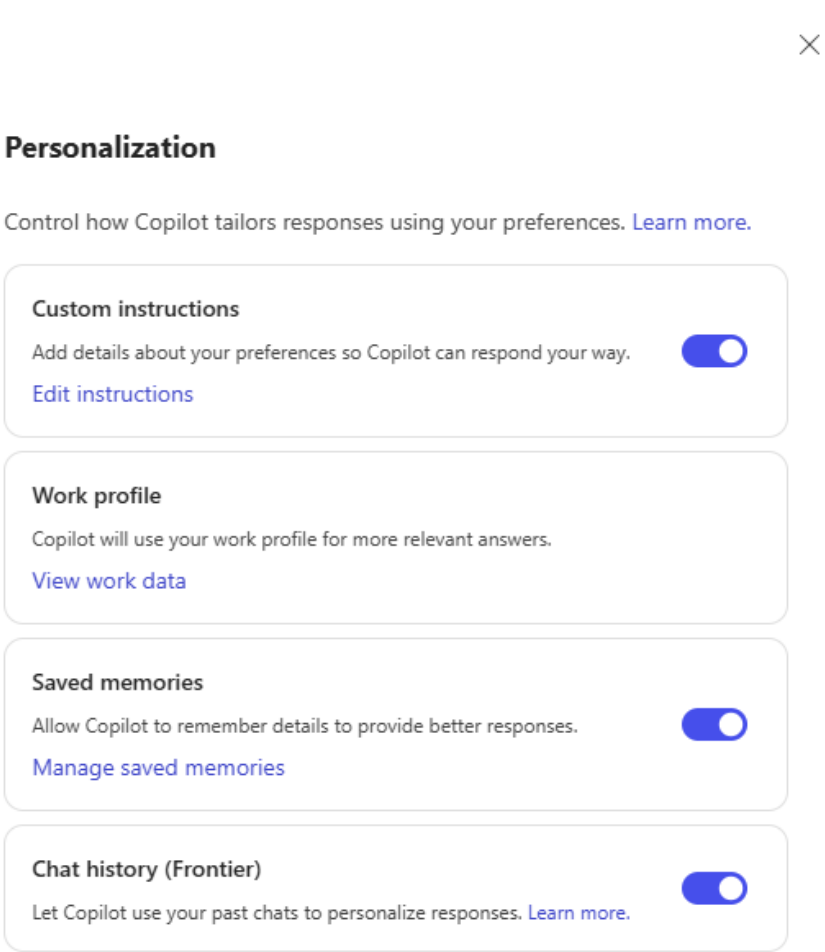 Personalization
Control how Copilot tailors responses using your preferences. Learn more.
Custom instructions
Add details about your preferences so Copilot can respond your way.
Edit instructions
Work profile
Copilot will use your work profile for more relevant answers.
View work data
Saved memories
Allow Copilot to remember details to provide better responses.
Manage saved memories
Chat history (Frontier)
Let Copilot use your past chats to personalize responses. Learn more.